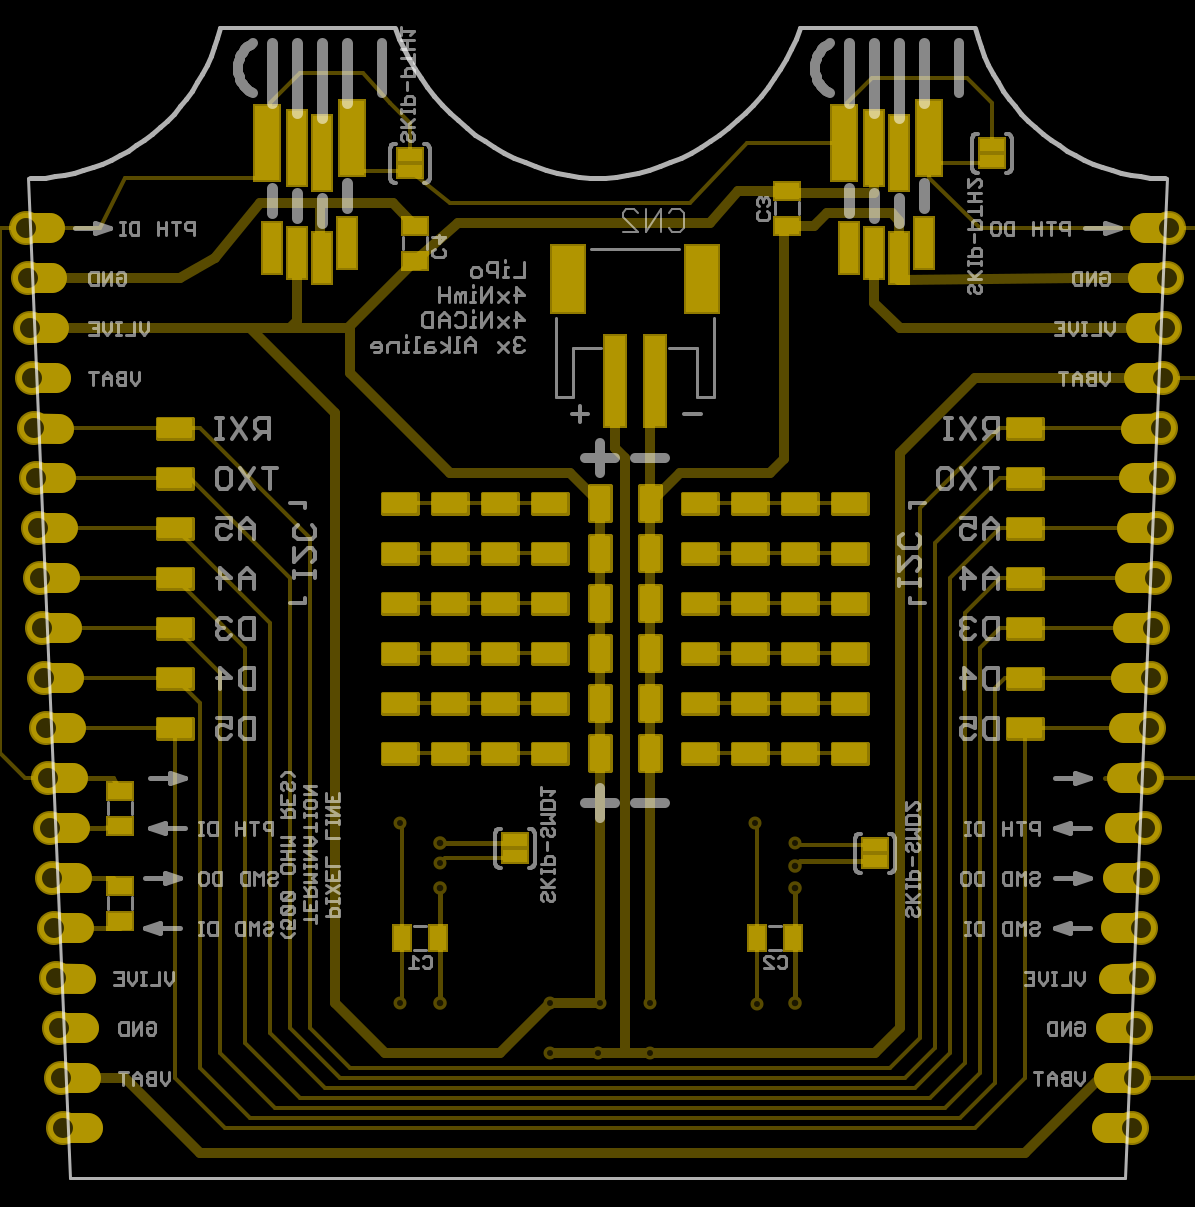 SKIP-PTH1
CN2
C3
C4
SKIP-PTH2
LiPo
4xNimH
4xNiCAD
3x Alkaline
+ -
PTH DI
GND
VLIVE
VBAT
RXI
TXO
A5
A4
D3
D4
D5
[I2C]
PTH DI
SMD DO
SMD DI
VLIVE
GND
VBAT
PIXEL LINE
TERMINATION
(500 OHM RES)
+ -
+ -
SKIP-SMD1
C1
SKIP-SMD2
C2
PTH DO
GND
VLIVE
VBAT
RXI
TXO
A5
A4
D3
D4
D5
[I2C]
PTH DI
SMD DO
SMD DI
VLIVE
GND
VBAT